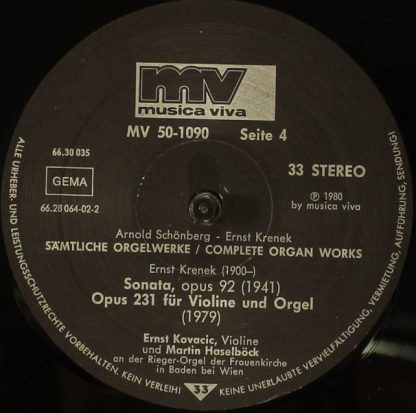 mv
musica viva
MV 50-1090 Seite 4
66.30 035
GEMA
66.28 064-02-2
33 STEREO
℗ 1980
by musica viva
Arnold Schönberg - Ernst Krenek
SÄMTLICHE ORGELWERKE / COMPLETE ORGAN WORKS
Ernst Krenek (1900–)
Sonata, opus 92 (1941)
Opus 231 für Violine und Orgel
(1979)
Ernst Kovacic, Violine
und Martin Haselböck
an der Rieger-Orgel der Frauenkirche
in Baden bei Wien
ALLE URHEBER- UND LEISTUNGSSCHUTZRECHTE VORBEHALTEN. KEIN VERLEIH! 33 KEINE UNERLAUBTE VERVIELFÄLTIGUNG, VERMIETUNG, AUFFÜHRUNG, SENDUNG!